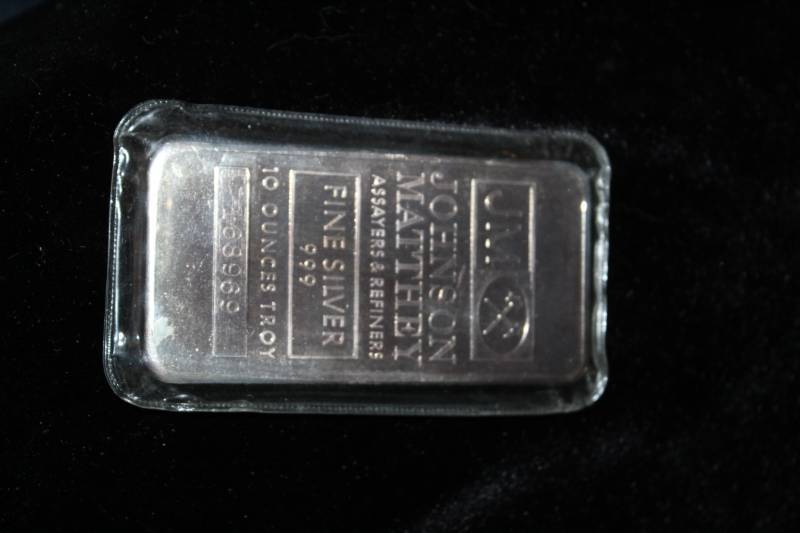 JM
JOHNSON
MATTHEY
ASSAYERS & REFINERS
FINE SILVER
999
10 OUNCES TROY